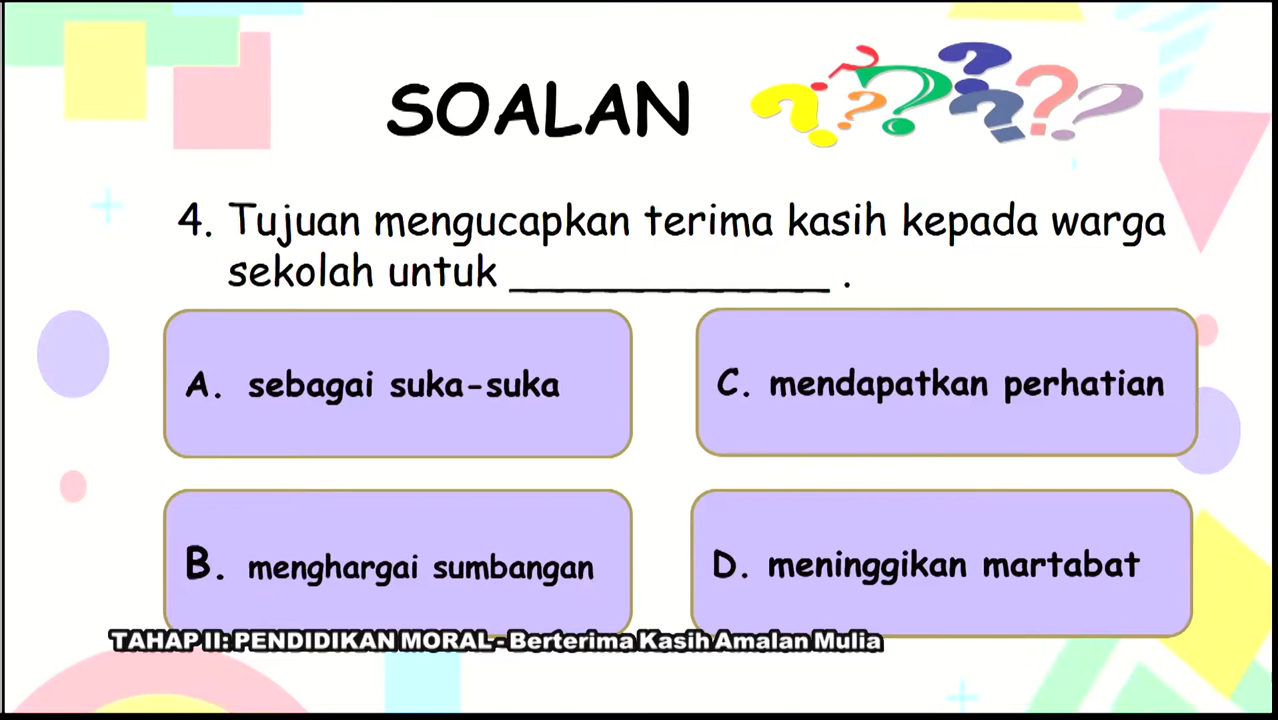 SOALAN
4. Tujuan mengucapkan terima kasih kepada warga
sekolah untuk ______________ .
A. sebagai suka-suka
C. mendapatkan perhatian
B. menghargai sumbangan
D. meninggikan martabat
TAHAP II: PENDIDIKAN MORAL - Berterima Kasih Amalan Mulia